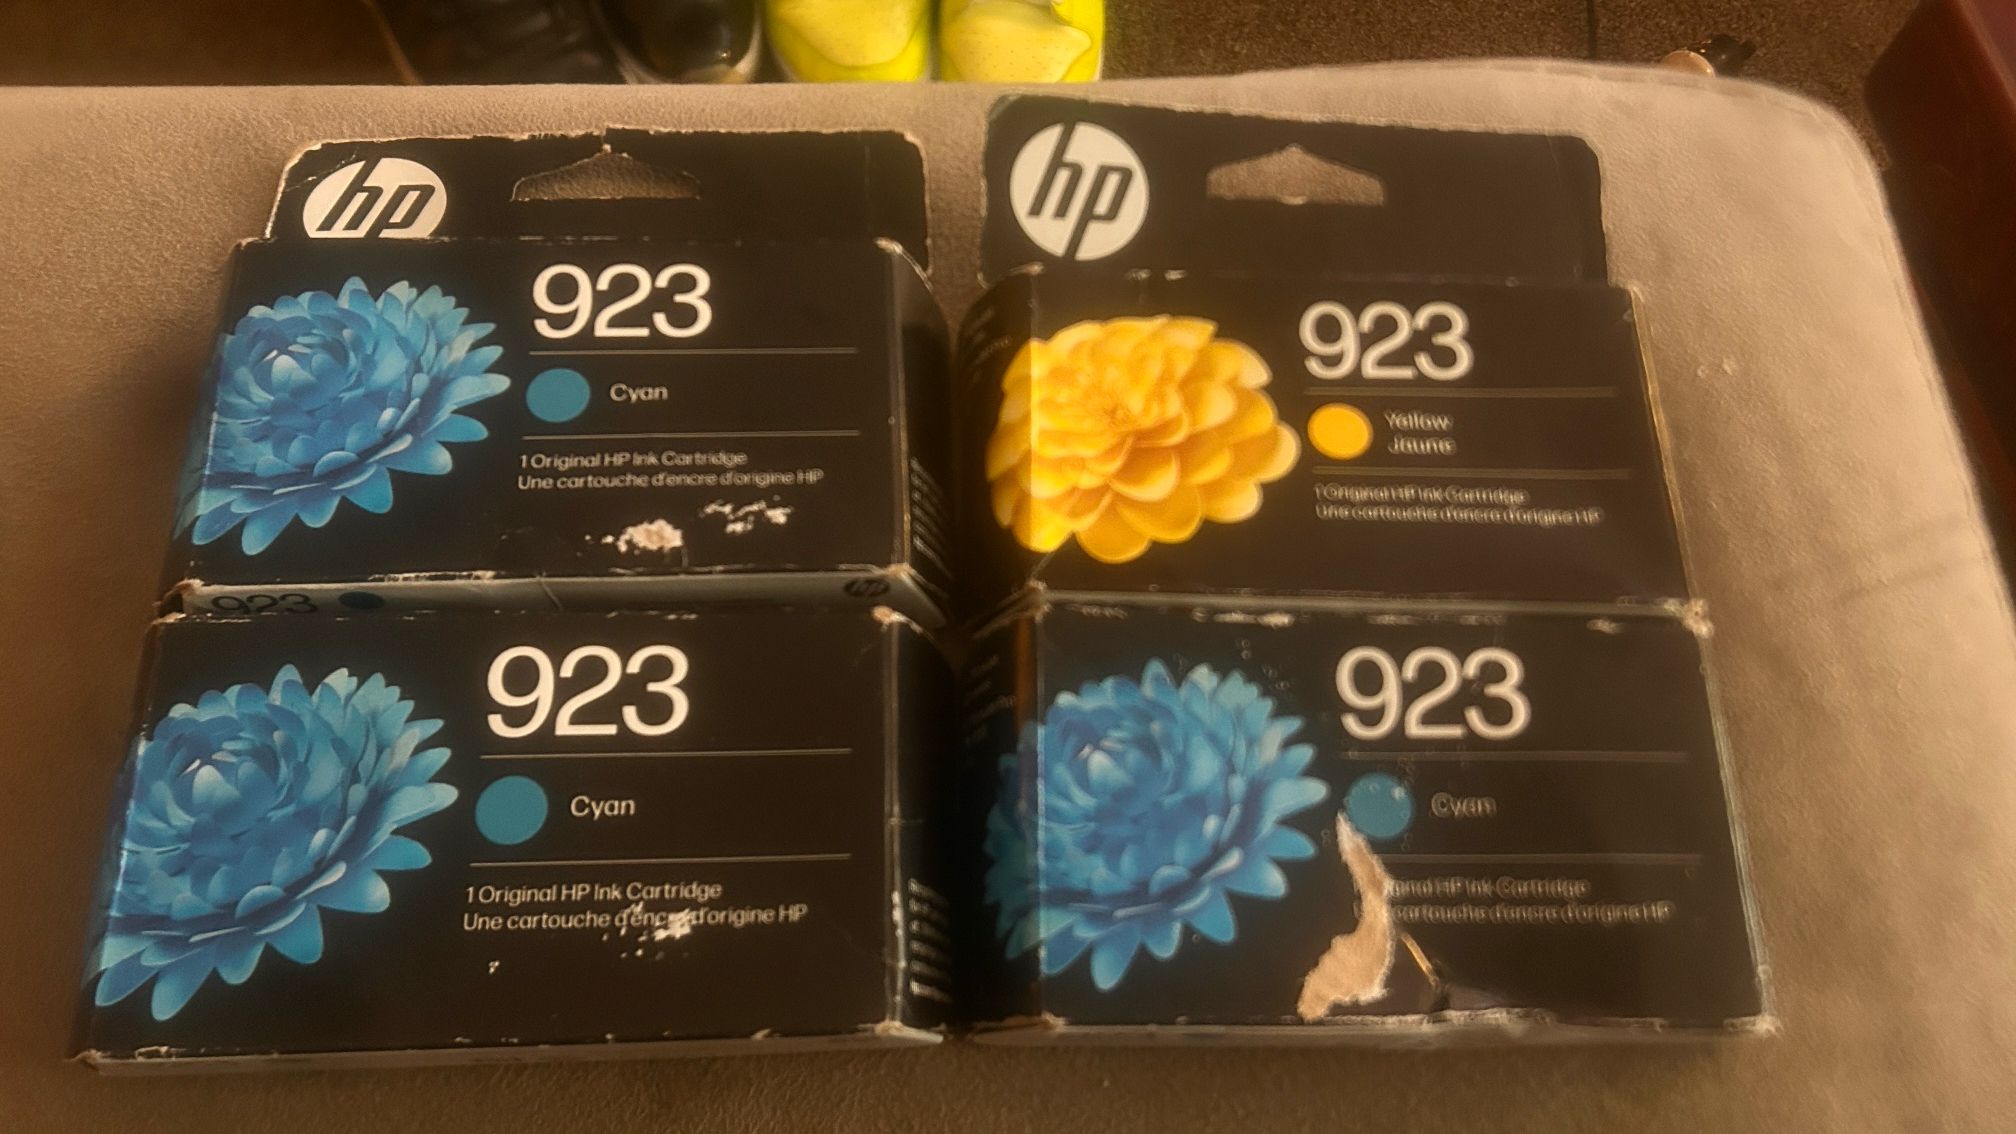 hp
923
Cyan
1 Original HP Ink Cartridge
Une cartouche d'encre d'origine HP
923
hp
923
Cyan
1 Original HP Ink Cartridge
Une cartouche d'encre d'origine HP
hp
923
Yellow
Jaune
1 Original HP Ink Cartridge
Une cartouche d'encre d'origine HP
923
Cyan
HP Ink Cartridge
cartouche d'encre d'origine HP